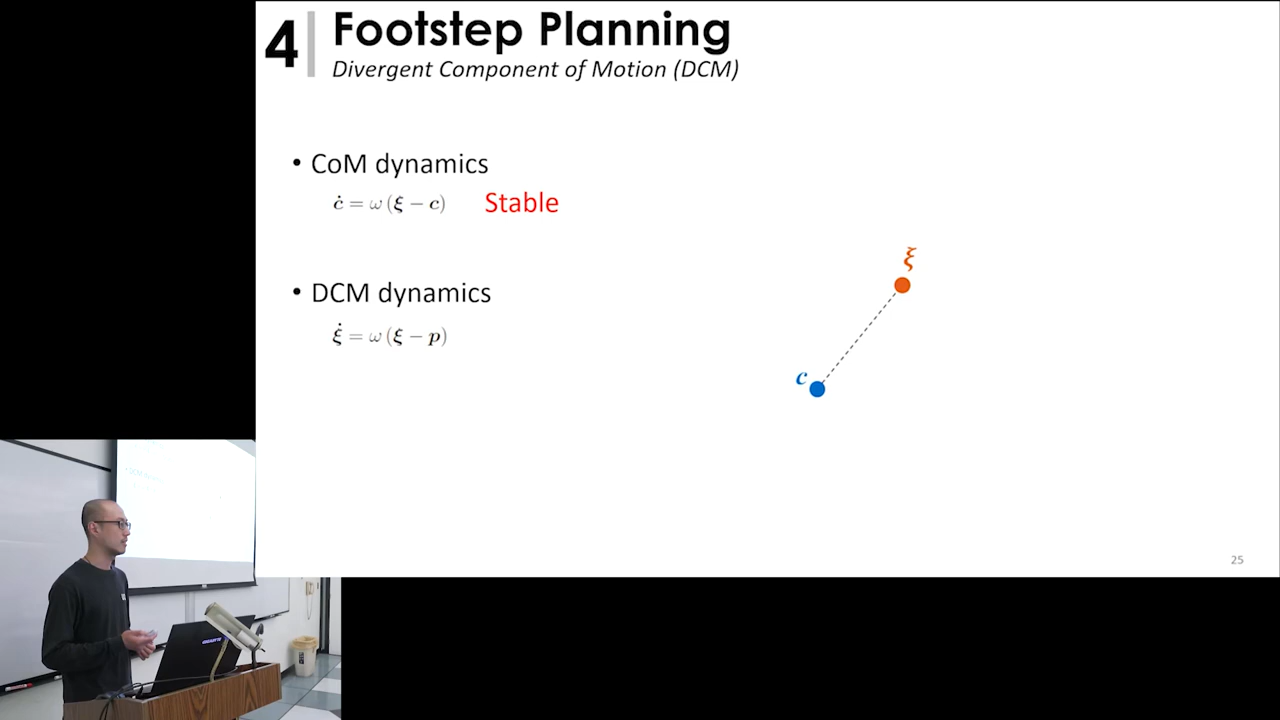 4
Footstep Planning
Divergent Component of Motion (DCM)
• CoM dynamics
ċ = ω (ξ − c) Stable
• DCM dynamics
ξ̇ = ω (ξ − p)
ξ
c
25